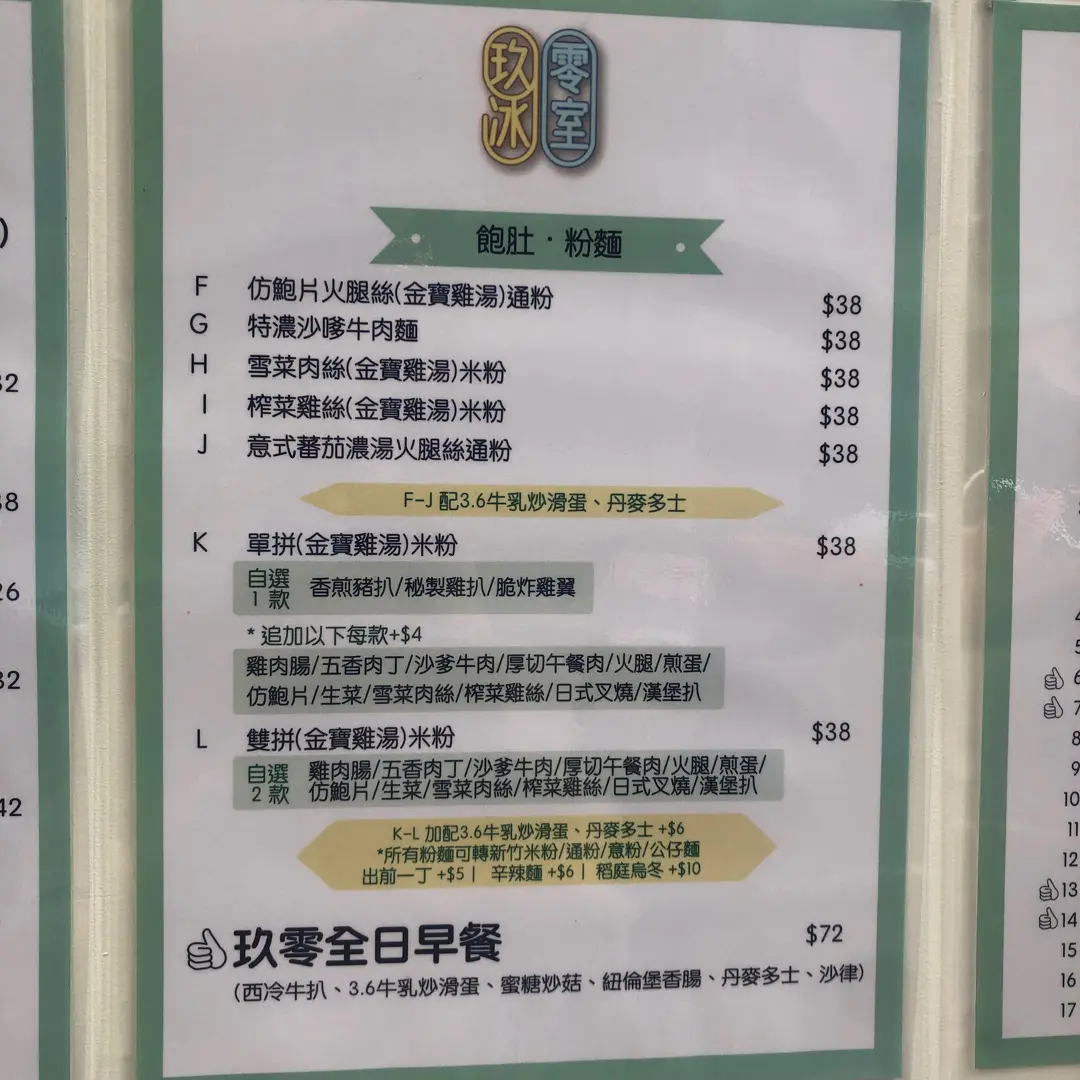 玖冰
零室
飽肚·粉麵
F 仿鮑片火腿絲(金寶雞湯)通粉 $38
G 特濃沙嗲牛肉麵 $38
H 雪菜肉絲(金寶雞湯)米粉 $38
I 榨菜雞絲(金寶雞湯)米粉 $38
J 意式蕃茄濃湯火腿絲通粉 $38
F-J 配3.6牛乳炒滑蛋、丹麥多士
K 單拼(金寶雞湯)米粉 $38
自選1款 香煎豬扒/秘製雞扒/脆炸雞翼
*追加以下每款+$4
雞肉腸/五香肉丁/沙爹牛肉/厚切午餐肉/火腿/煎蛋/
仿鮑片/生菜/雪菜肉絲/榨菜雞絲/日式叉燒/漢堡扒
L 雙拼(金寶雞湯)米粉 $38
自選2款 雞肉腸/五香肉丁/沙爹牛肉/厚切午餐肉/火腿/煎蛋/
仿鮑片/生菜/雪菜肉絲/榨菜雞絲/日式叉燒/漢堡扒
K-L 加配3.6牛乳炒滑蛋、丹麥多士 +$6
*所有粉麵可轉新竹米粉/通粉/意粉/公仔麵
出前一丁 +$5 | 辛辣麵 +$6 | 稻庭烏冬 +$10
玖零全日早餐 $72
(西冷牛扒、3.6牛乳炒滑蛋、蜜糖炒菇、紐倫堡香腸、丹麥多士、沙律)
6
7
8
9
10
11
12
13
14
15
16
17